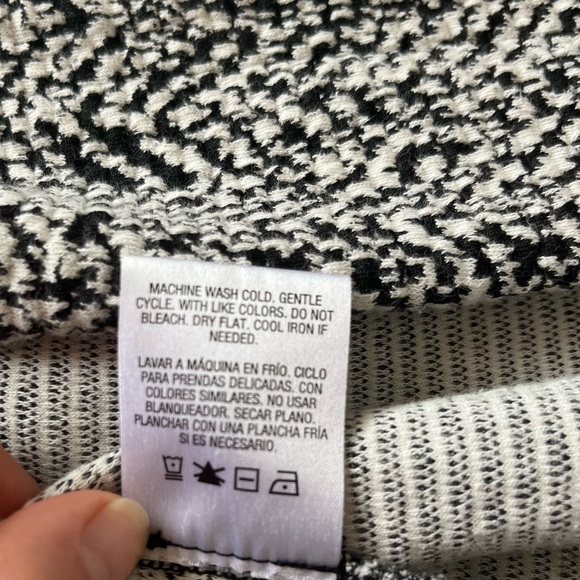 MACHINE WASH COLD. GENTLE
CYCLE. WITH LIKE COLORS. DO NOT
BLEACH. DRY FLAT. COOL IRON IF
NEEDED.
LAVAR A MÁQUINA EN FRÍO. CICLO
PARA PRENDAS DELICADAS. CON
COLORES SIMILARES. NO USAR
BLANQUEADOR. SECAR PLANO.
PLANCHAR CON UNA PLANCHA FRÍA
SI ES NECESARIO.